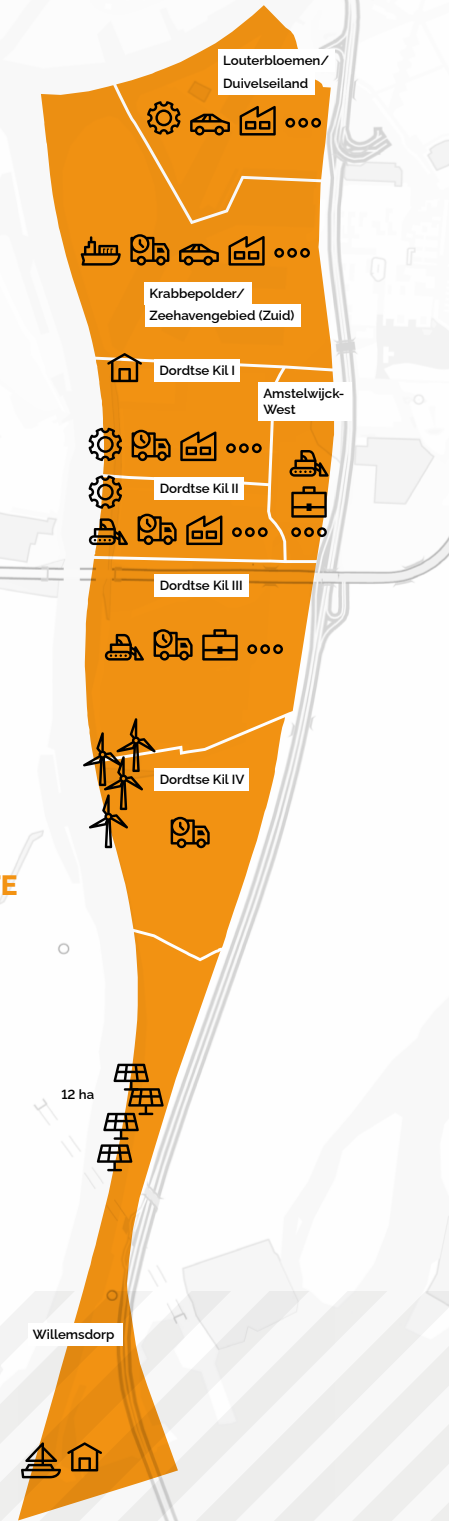 Louterbloemen/
Duivelseiland
Krabbepolder/
Zeehavengebied (Zuid)
Dordtse Kil I
Amstelwijck-
West
Dordtse Kil II
Dordtse Kil III
Dordtse Kil IV
E
12 ha
Willemsdorp